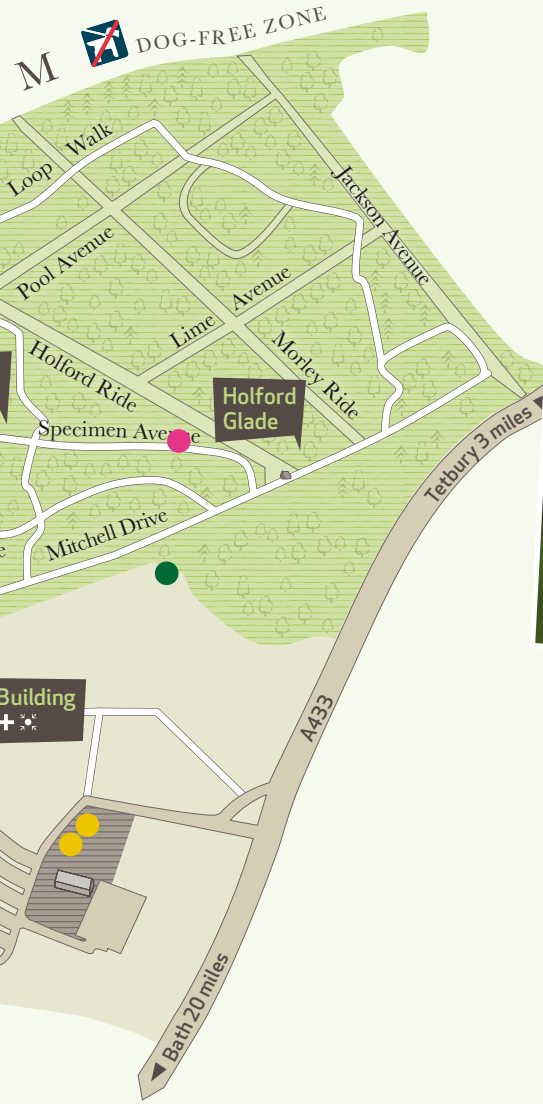 M
DOG-FREE ZONE
Loop Walk
Jackson Avenue
Pool Avenue
Lime Avenue
Holford Ride
Morley Ride
Holford
Glade
Specimen Avenue
Tetbury 3 miles
Mitchell Drive
e
Building
A433
Bath 20 miles